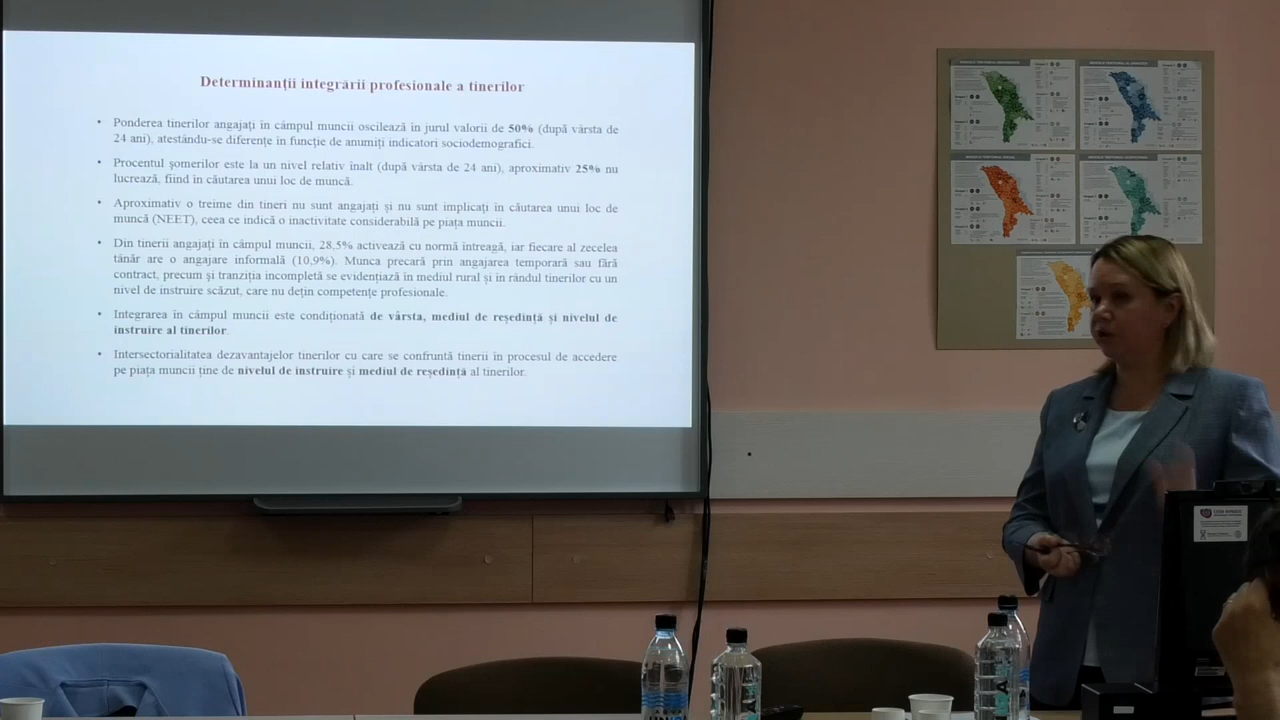 Determinanții integrării profesionale a tinerilor
• Ponderea tinerilor angajați în câmpul muncii oscilează în jurul valorii de 50% (după vârsta de
24 ani), atestându-se diferențe în funcție de anumiți indicatori sociodemografici.
• Procentul șomerilor este la un nivel relativ înalt (după vârsta de 24 ani), aproximativ 25% nu
lucrează, fiind în căutarea unui loc de muncă.
• Aproximativ o treime din tineri nu sunt angajați și nu sunt implicați în căutarea unui loc de
muncă (NEET), ceea ce indică o inactivitate considerabilă pe piața muncii.
• Din tinerii angajați în câmpul muncii, 28,5% activează cu normă întreagă, iar fiecare al zecelea
tânăr are o angajare informală (10,9%). Munca precară prin angajarea temporară sau fără
contract, precum și tranziția incompletă se evidențiază în mediul rural și în rândul tinerilor cu un
nivel de instruire scăzut, care nu dețin competențe profesionale.
• Integrarea în câmpul muncii este condiționată de vârsta, mediul de reședință și nivelul de
instruire al tinerilor.
• Intersectorialitatea dezavantajelor tinerilor cu care se confruntă tinerii în procesul de accedere
pe piața muncii ține de nivelul de instruire și mediul de reședință al tinerilor.